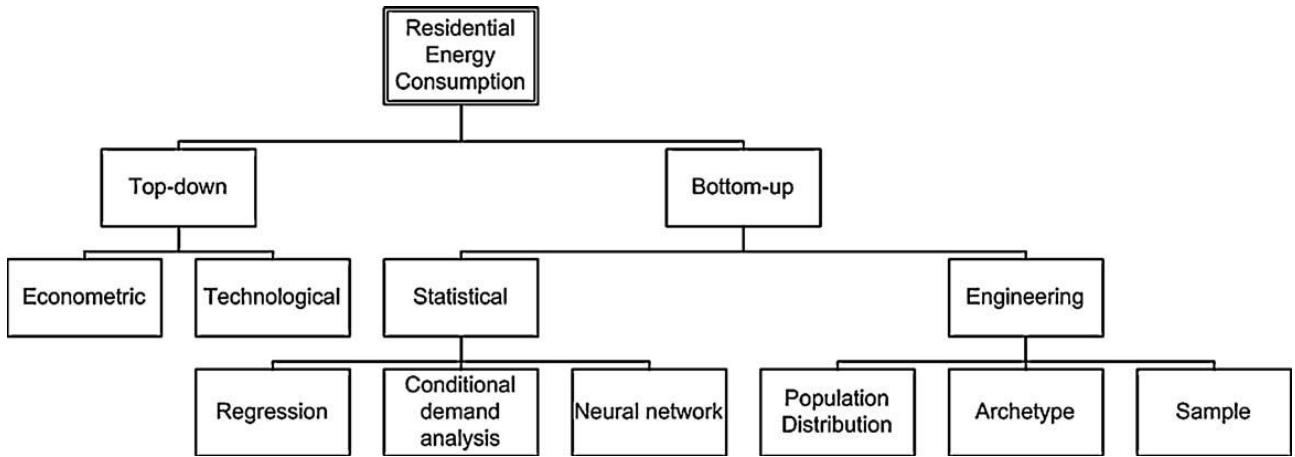 Residential
Energy
Consumption
Top-down
Bottom-up
Econometric
Technological
Statistical
Engineering
Regression
Conditional
demand
analysis
Neural network
Population
Distribution
Archetype
Sample